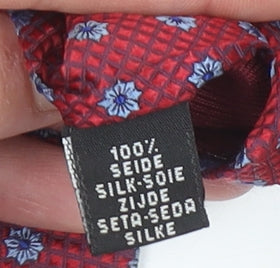 100%
SEIDE
SILK-SOIE
ZIJDE
SETA-SEDA
SILKE